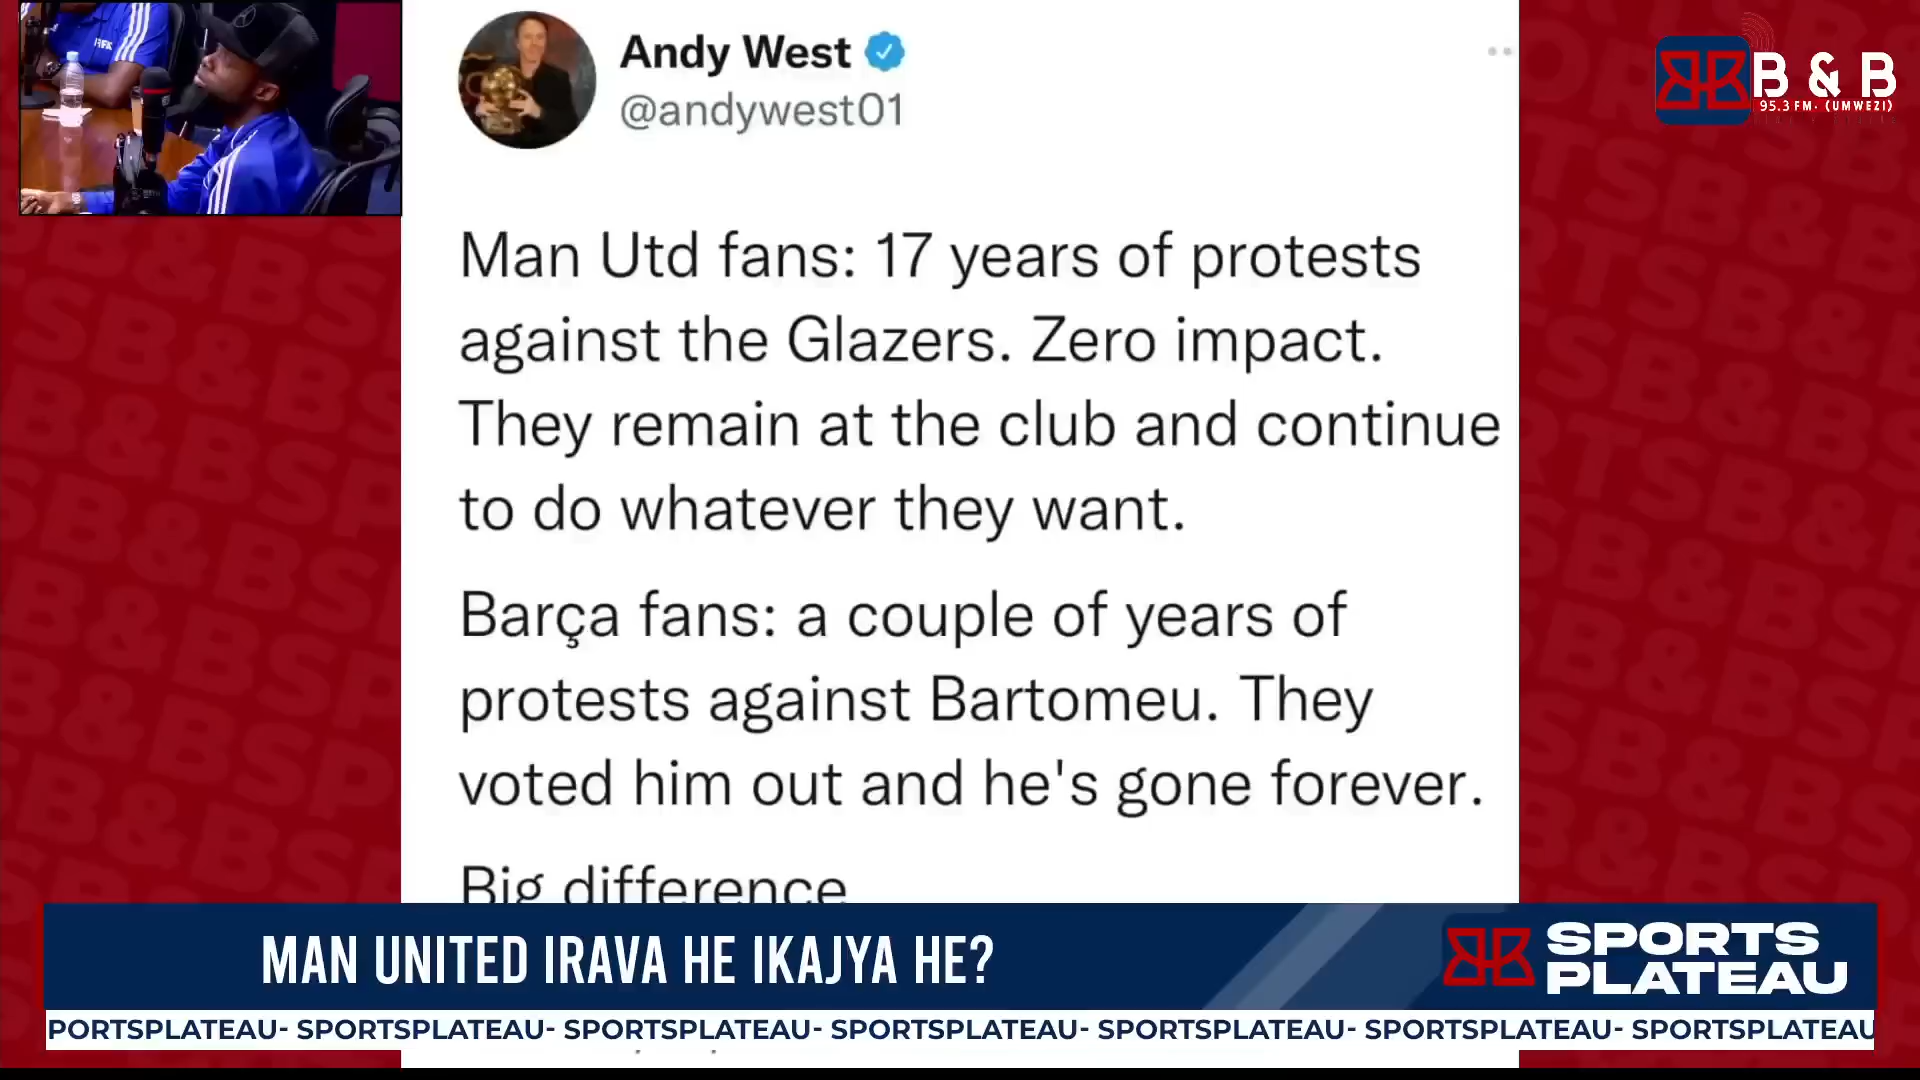 Andy West
@andywest01
B & B
95.3 FM. (UMWEZI)
Man Utd fans: 17 years of protests
against the Glazers. Zero impact.
They remain at the club and continue
to do whatever they want.
Barça fans: a couple of years of
protests against Bartomeu. They
voted him out and he's gone forever.
Big difference
MAN UNITED IRAVA HE IKAJYA HE?
SPORTS
PLATEAU
PORTSPLATEAU- SPORTSPLATEAU- SPORTSPLATEAU- SPORTSPLATEAU- SPORTSPLATEAU- SPORTSPLATEAU- SPORTSPLATEAU